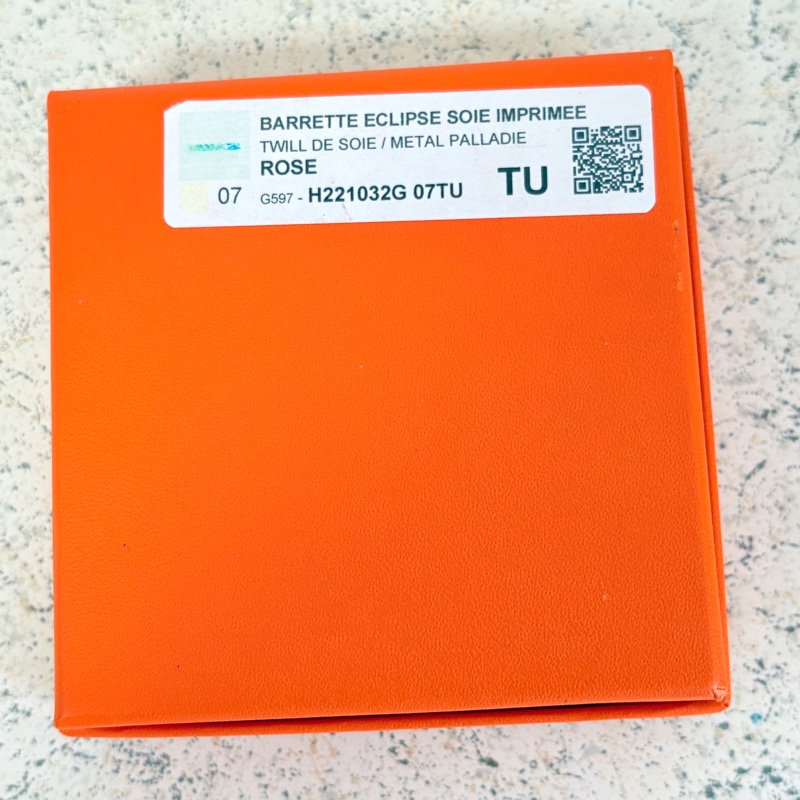 BARRETTE ECLIPSE SOIE IMPRIMEE
TWILL DE SOIE / METAL PALLADIE
ROSE
07 G597 - H221032G 07TU TU